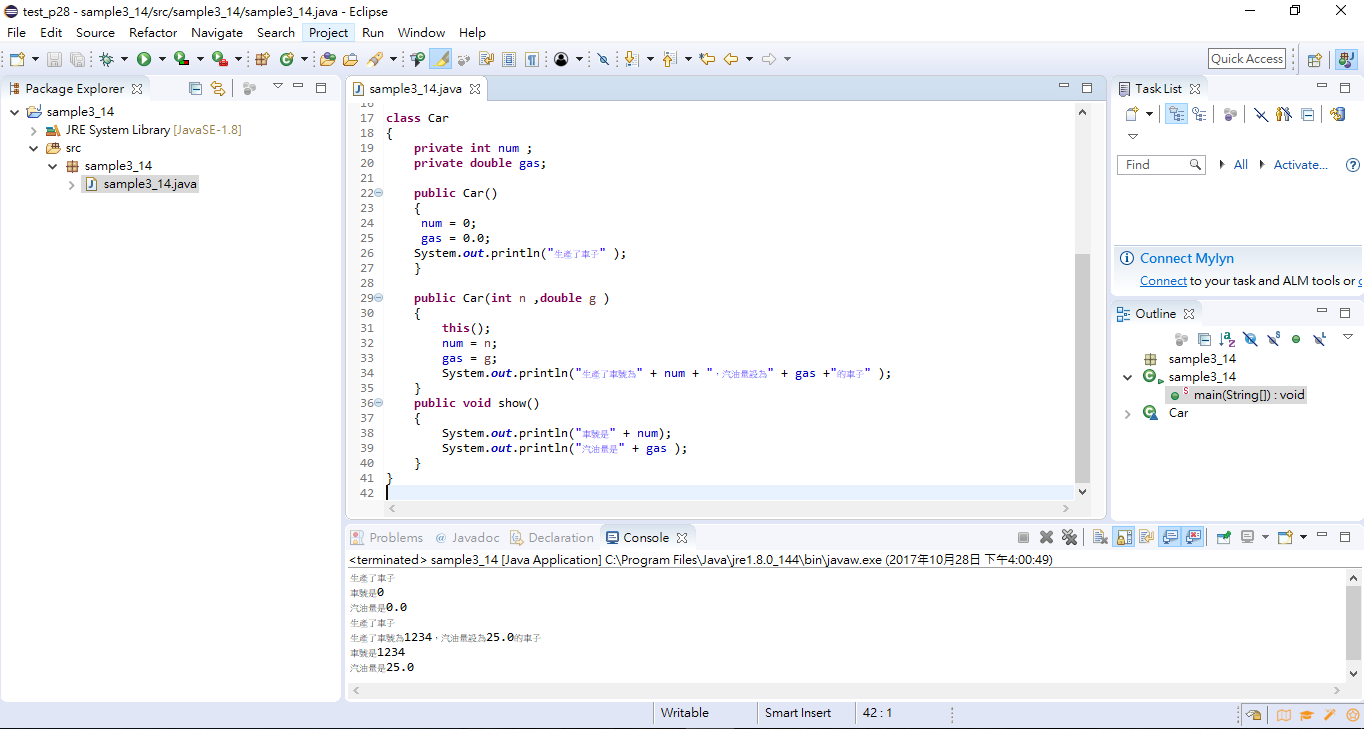 test_p28 - sample3_14/src/sample3_14/sample3_14.java - Eclipse
File Edit Source Refactor Navigate Search Project Run Window Help
Quick Access
Package Explorer
sample3_14
JRE System Library [JavaSE-1.8]
src
sample3_14
sample3_14.java
sample3_14.java
16
17 class Car
18 {
19 private int num ;
20 private double gas;
21
22 public Car()
23 {
24 num = 0;
25 gas = 0.0;
26 System.out.println("生產了車子" );
27 }
28
29 public Car(int n ,double g )
30 {
31 this();
32 num = n;
33 gas = g;
34 System.out.println("生產了車號為" + num + "，汽油量設為" + gas +"的車子" );
35 }
36 public void show()
37 {
38 System.out.println("車號是" + num);
39 System.out.println("汽油量是" + gas );
40 }
41 }
42
Task List
Find All Activate...
Connect Mylyn
Connect to your task and ALM tools or
Outline
sample3_14
sample3_14
main(String[]) : void
Car
Problems @ Javadoc Declaration Console
<terminated> sample3_14 [Java Application] C:\Program Files\Java\jre1.8.0_144\bin\javaw.exe (2017年10月28日 下午4:00:49)
生產了車子
車號是0
汽油量是0.0
生產了車子
生產了車號為1234，汽油量設為25.0的車子
車號是1234
汽油量是25.0
Writable Smart Insert 42 : 1